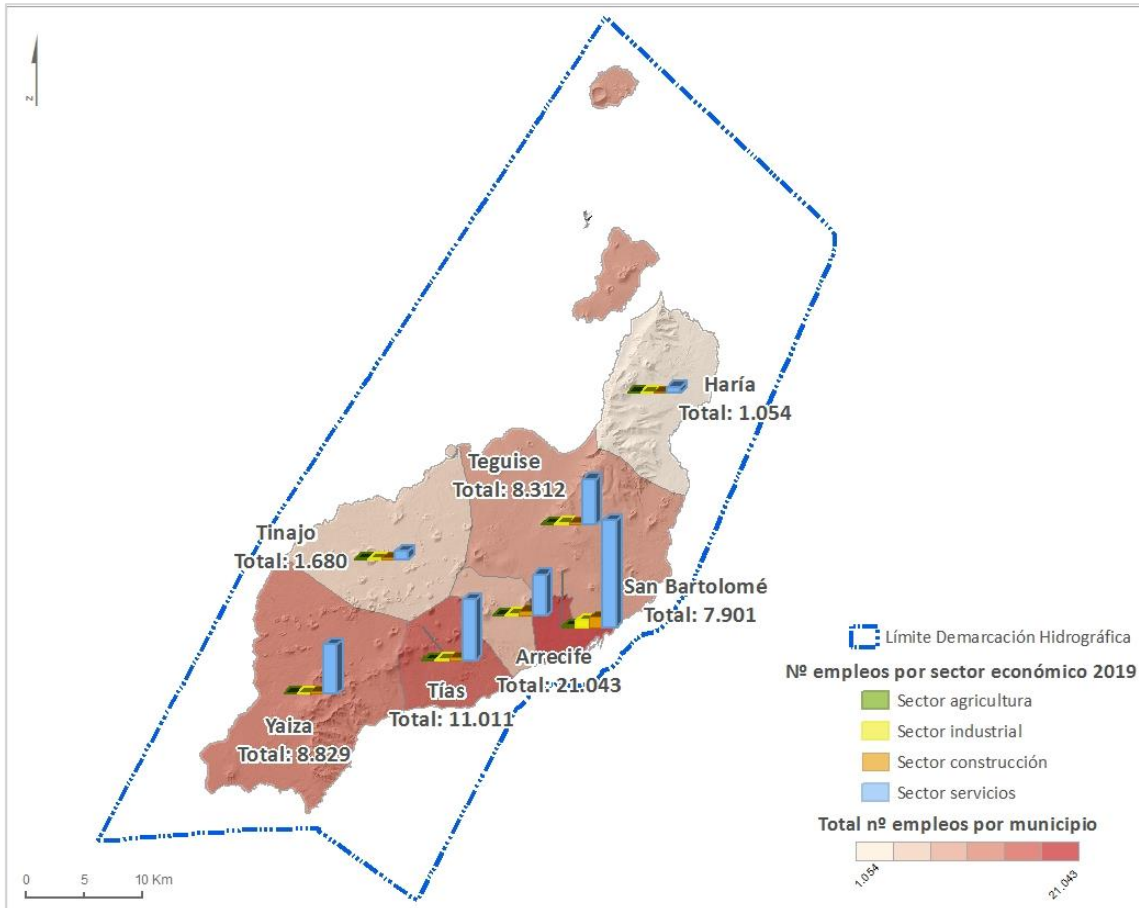 z
Haría
Total: 1.054
Teguise
Total: 8.312
Tinajo
Total: 1.680
San Bartolomé
Total: 7.901
Arrecife
Total: 21.043
Tías
Total: 11.011
Yaiza
Total: 8.829
Límite Demarcación Hidrográfica
Nº empleos por sector económico 2019
Sector agricultura
Sector industrial
Sector construcción
Sector servicios
Total nº empleos por municipio
1.054
21.043
0 5 10 Km